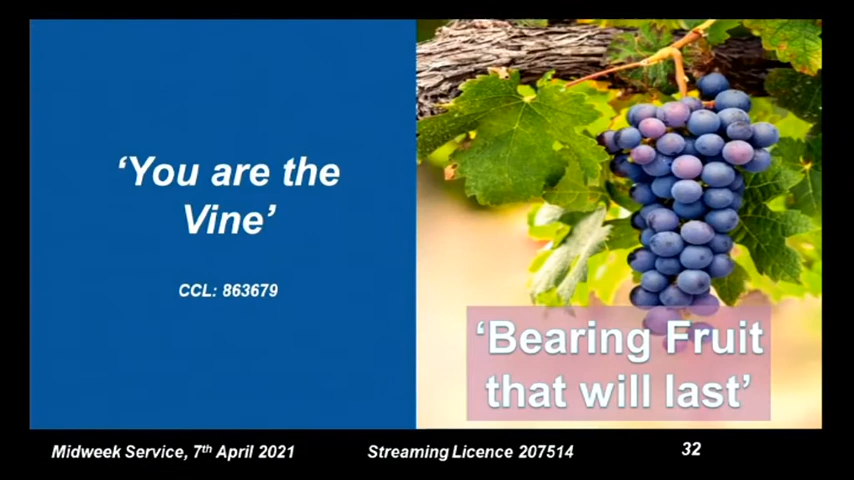 ‘You are the
Vine’
CCL: 863679
‘Bearing Fruit
that will last’
Midweek Service, 7th April 2021
Streaming Licence 207514
32